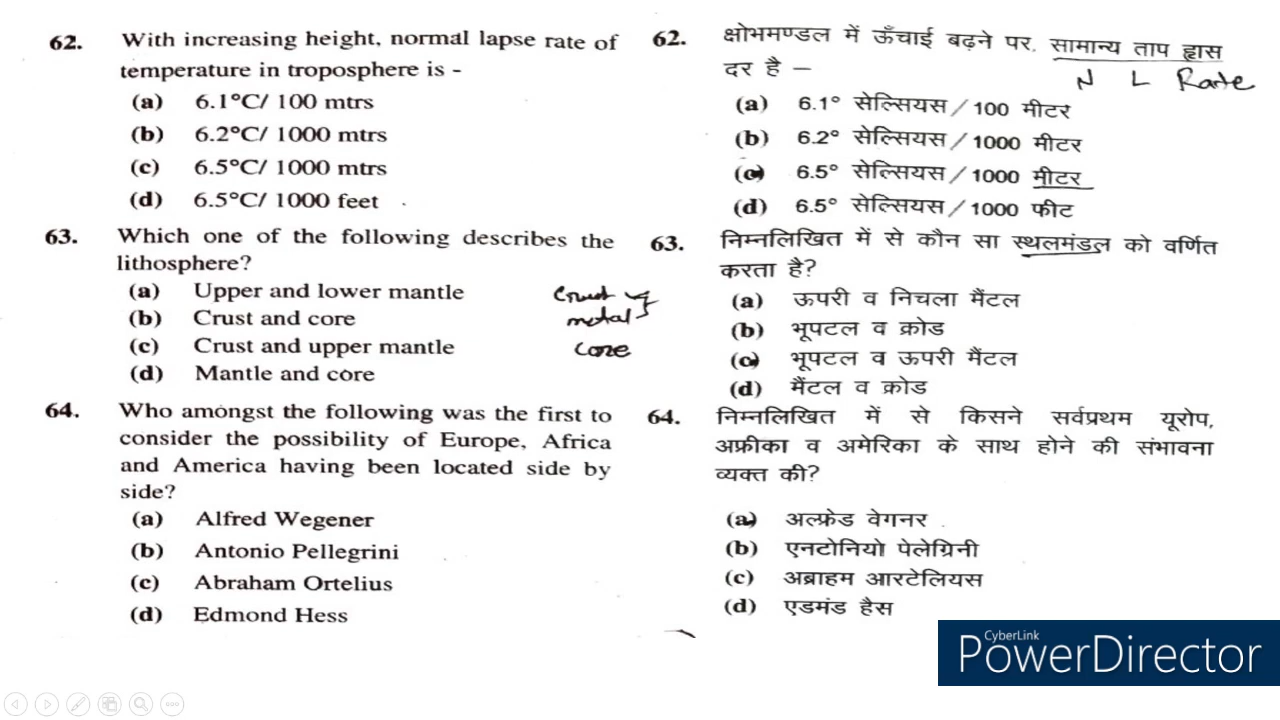 62. With increasing height, normal lapse rate of
temperature in troposphere is -
(a) 6.1°C/ 100 mtrs
(b) 6.2°C/ 1000 mtrs
(c) 6.5°C/ 1000 mtrs
(d) 6.5°C/ 1000 feet
63. Which one of the following describes the
lithosphere?
(a) Upper and lower mantle
(b) Crust and core
(c) Crust and upper mantle
(d) Mantle and core
Crust
metal
core
64. Who amongst the following was the first to
consider the possibility of Europe, Africa
and America having been located side by
side?
(a) Alfred Wegener
(b) Antonio Pellegrini
(c) Abraham Ortelius
(d) Edmond Hess
62. क्षोभमण्डल में ऊँचाई बढ़ने पर, सामान्य ताप ह्रास
दर है –
N L Rate
(a) 6.1° सेल्सियस / 100 मीटर
(b) 6.2° सेल्सियस / 1000 मीटर
(c) 6.5° सेल्सियस / 1000 मीटर
(d) 6.5° सेल्सियस / 1000 फीट
63. निम्नलिखित में से कौन सा स्थलमंडल को वर्णित
करता है?
(a) ऊपरी व निचला मैंटल
(b) भूपटल व क्रोड
(c) भूपटल व ऊपरी मैंटल
(d) मैंटल व क्रोड
64. निम्नलिखित में से किसने सर्वप्रथम यूरोप,
अफ्रीका व अमेरिका के साथ होने की संभावना
व्यक्त की?
(a) अल्फ्रेड वेगनर
(b) एनटोनियो पेलेग्रिनी
(c) अब्राहम आरटेलियस
(d) एडमंड हैस
CyberLink
PowerDirector